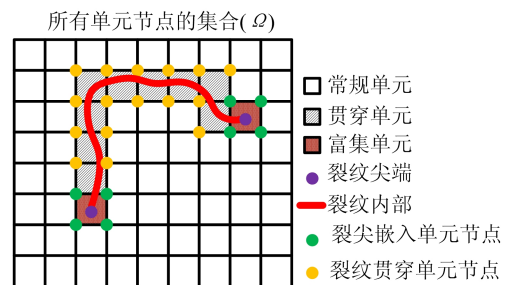 所有单元节点的集合(Ω)
常规单元
贯穿单元
富集单元
裂纹尖端
裂纹内部
裂尖嵌入单元节点
裂纹贯穿单元节点